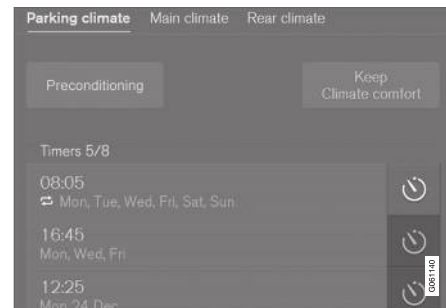 Parking climate Main climate Rear climate
Preconditioning
Keep
Climate comfort
Timers 5/8
08:05
Mon, Tue, Wed, Fri, Sat, Sun
16:45
Mon, Wed, Fri
12:25
Mon 24 Dec
G061140